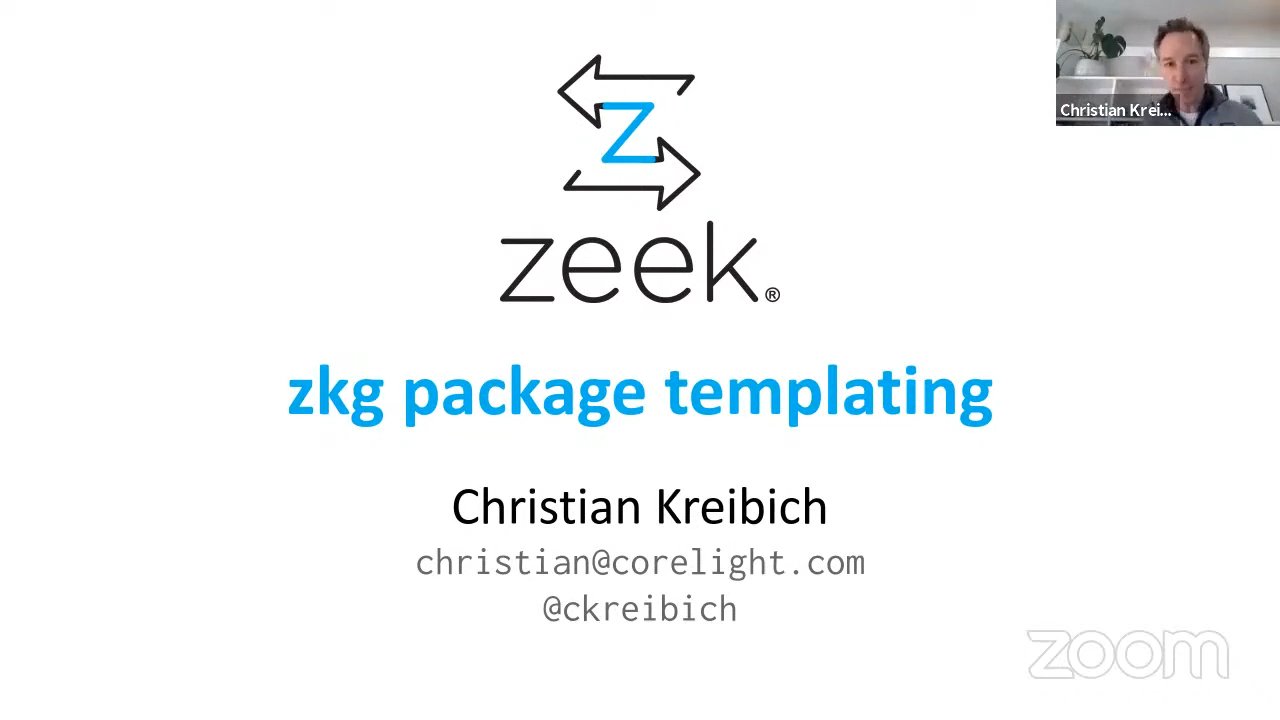 Christian Krei...
zeek®
zkg package templating
Christian Kreibich
christian@corelight.com
@ckreibich
zoom